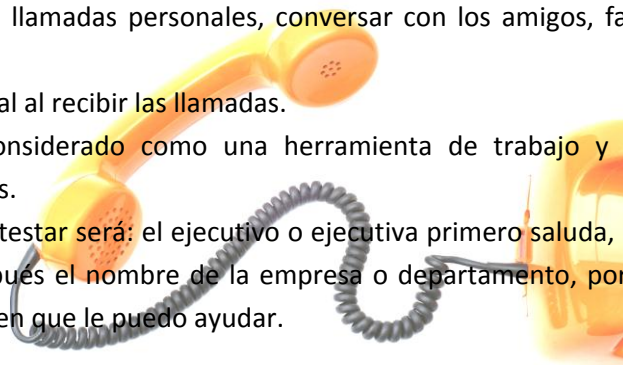 llamadas personales, conversar con los amigos, fa
al al recibir las llamadas.
onsiderado como una herramienta de trabajo y
s.
testar será: el ejecutivo o ejecutiva primero saluda,
pués el nombre de la empresa o departamento, por
en que le puedo ayudar.